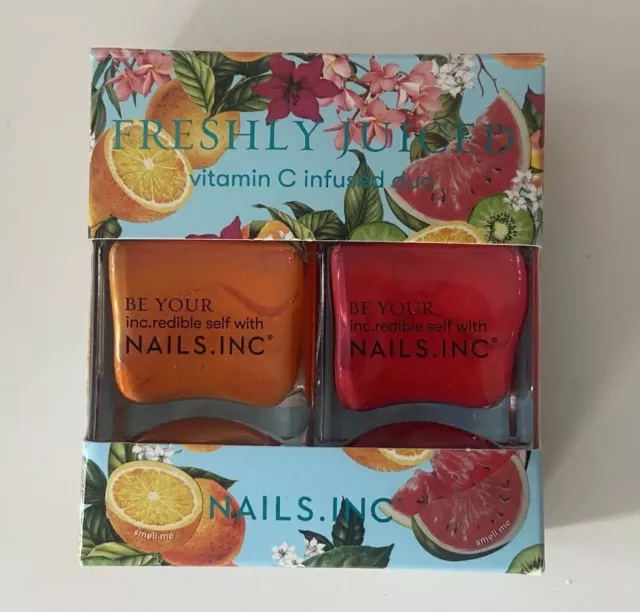 FRESHLY JUICED
vitamin C infused duo
BE YOUR
inc.redible self with
NAILS.INC®
BE YOUR
inc.redible self with
NAILS.INC®
NAILS.INC®
smell me
smell me